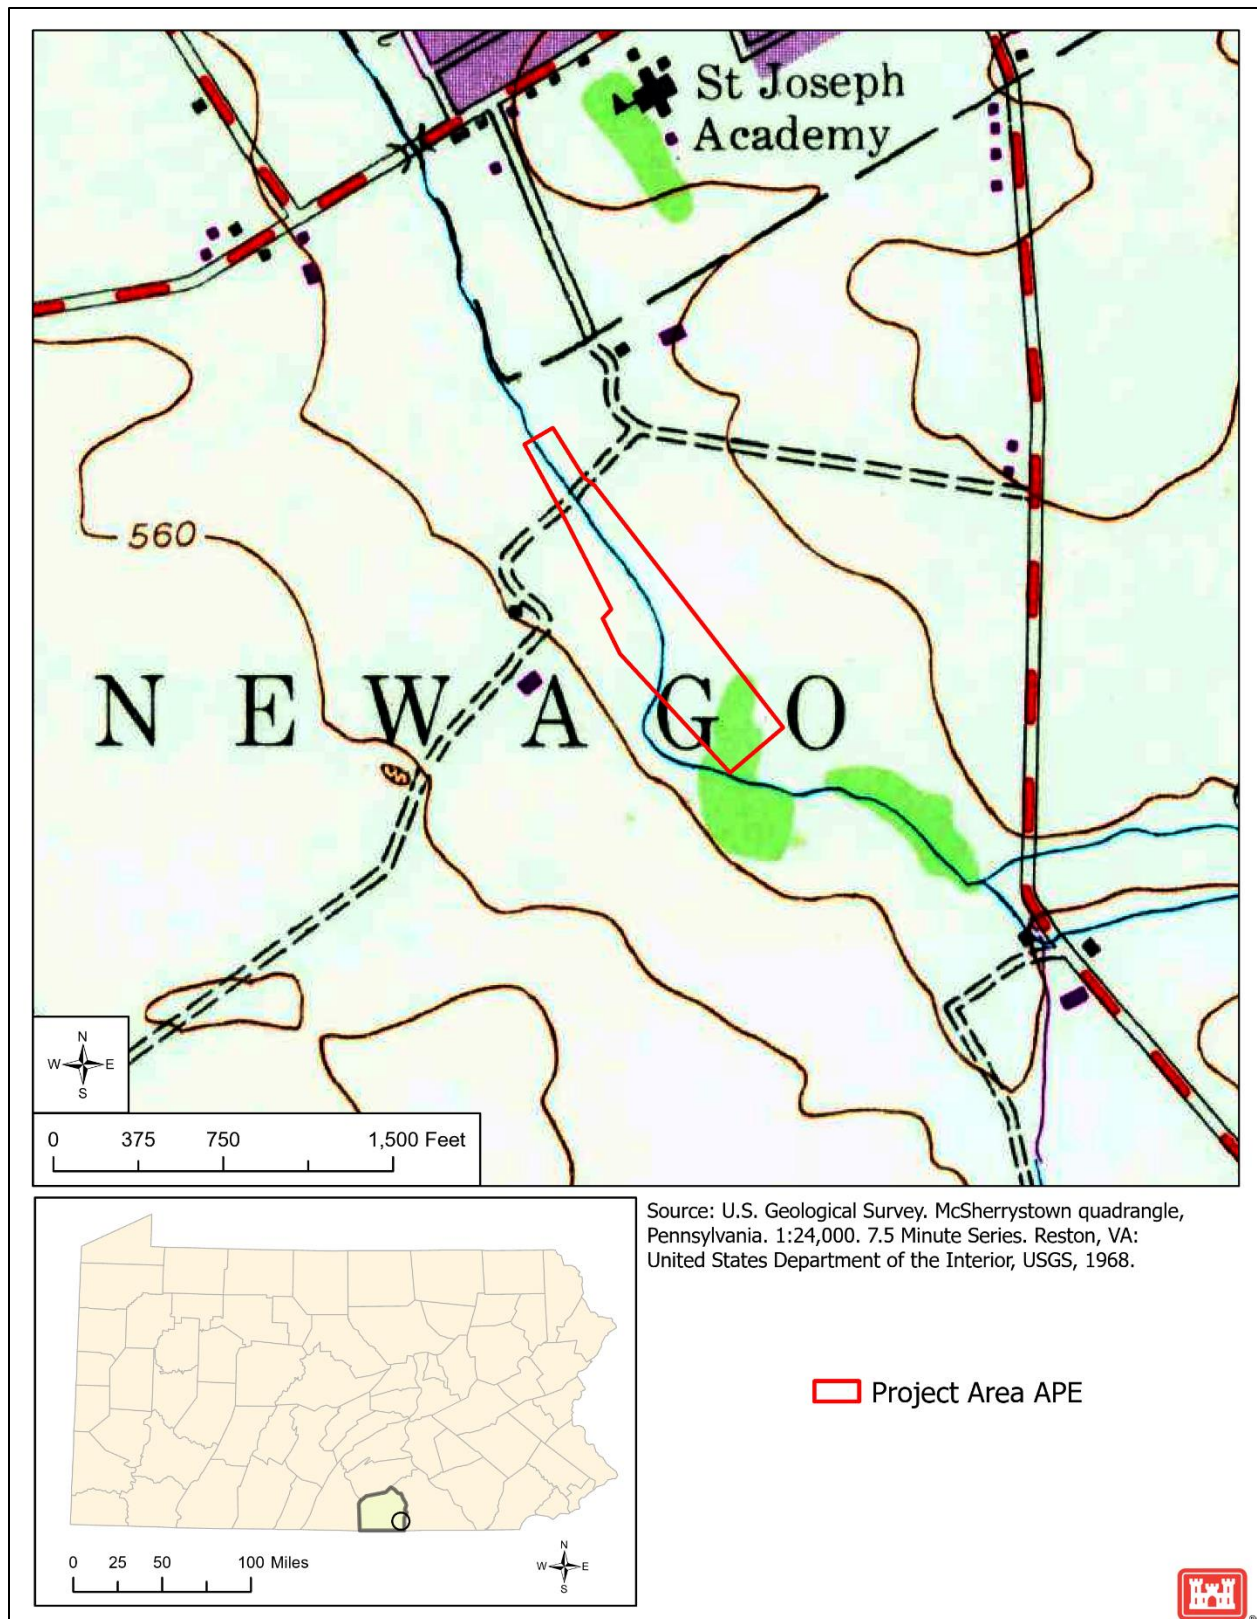 St Joseph
Academy
560
NEWAGO
N
W E
S
0 375 750 1,500 Feet
Source: U.S. Geological Survey. McSherrystown quadrangle,
Pennsylvania. 1:24,000. 7.5 Minute Series. Reston, VA:
United States Department of the Interior, USGS, 1968.
Project Area APE
0 25 50 100 Miles
N
W E
S
®